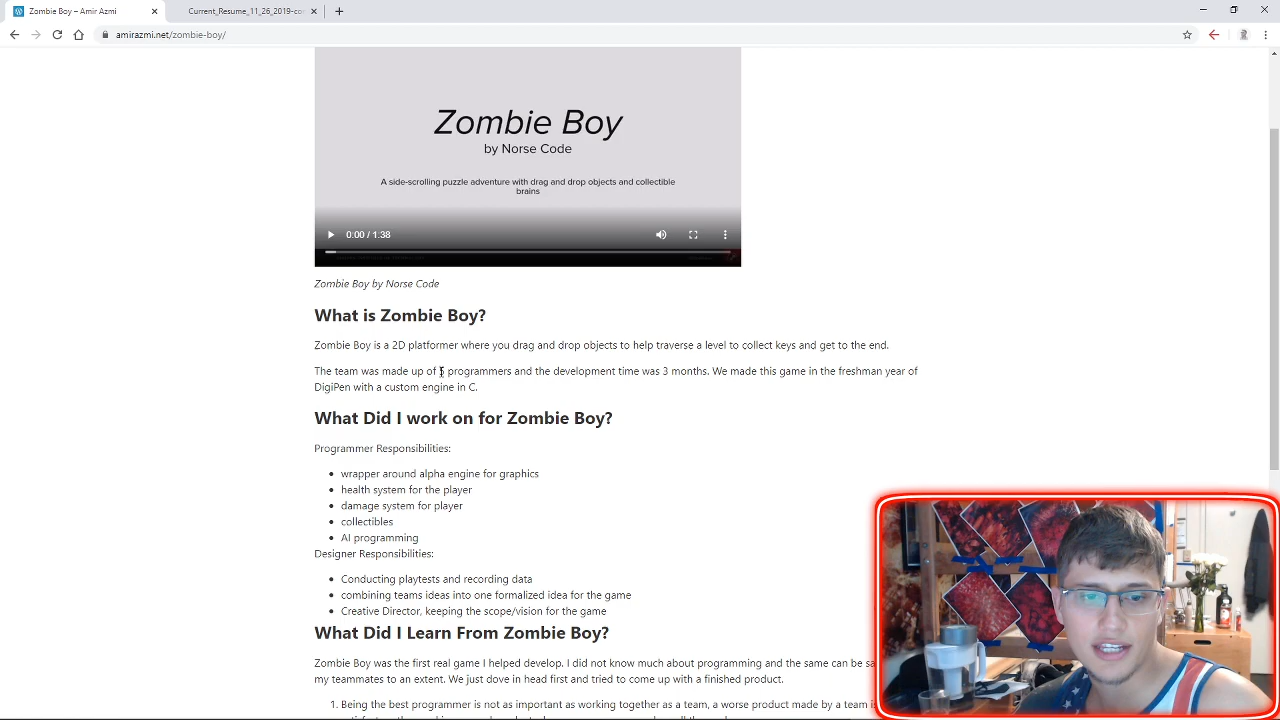 Zombie Boy – Amir Azmi
Current_Resume_11_26_2019-co
amirazmi.net/zombie-boy/
Zombie Boy
by Norse Code
A side-scrolling puzzle adventure with drag and drop objects and collectible
brains
0:00 / 1:38
Zombie Boy by Norse Code
What is Zombie Boy?
Zombie Boy is a 2D platformer where you drag and drop objects to help traverse a level to collect keys and get to the end.
The team was made up of programmers and the development time was 3 months. We made this game in the freshman year of
DigiPen with a custom engine in C.
What Did I work on for Zombie Boy?
Programmer Responsibilities:
wrapper around alpha engine for graphics
health system for the player
damage system for player
collectibles
AI programming
Designer Responsibilities:
Conducting playtests and recording data
combining teams ideas into one formalized idea for the game
Creative Director, keeping the scope/vision for the game
What Did I Learn From Zombie Boy?
Zombie Boy was the first real game I helped develop. I did not know much about programming and the same can be sa
my teammates to an extent. We just dove in head first and tried to come up with a finished product.
1. Being the best programmer is not as important as working together as a team, a worse product made by a team is